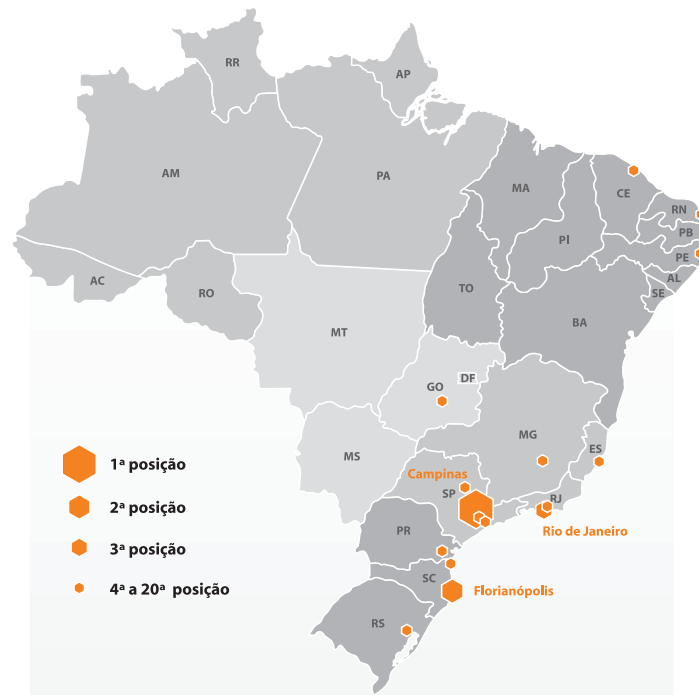 RR
AP
AM
PA
MA
CE
RN
PB
PI
PE
AL
SE
AC
RO
TO
BA
MT
GO
DF
MG
ES
MS
Campinas
SP
RJ
Rio de Janeiro
PR
SC
Florianópolis
RS
1ª posição
2ª posição
3ª posição
4ª a 20ª posição